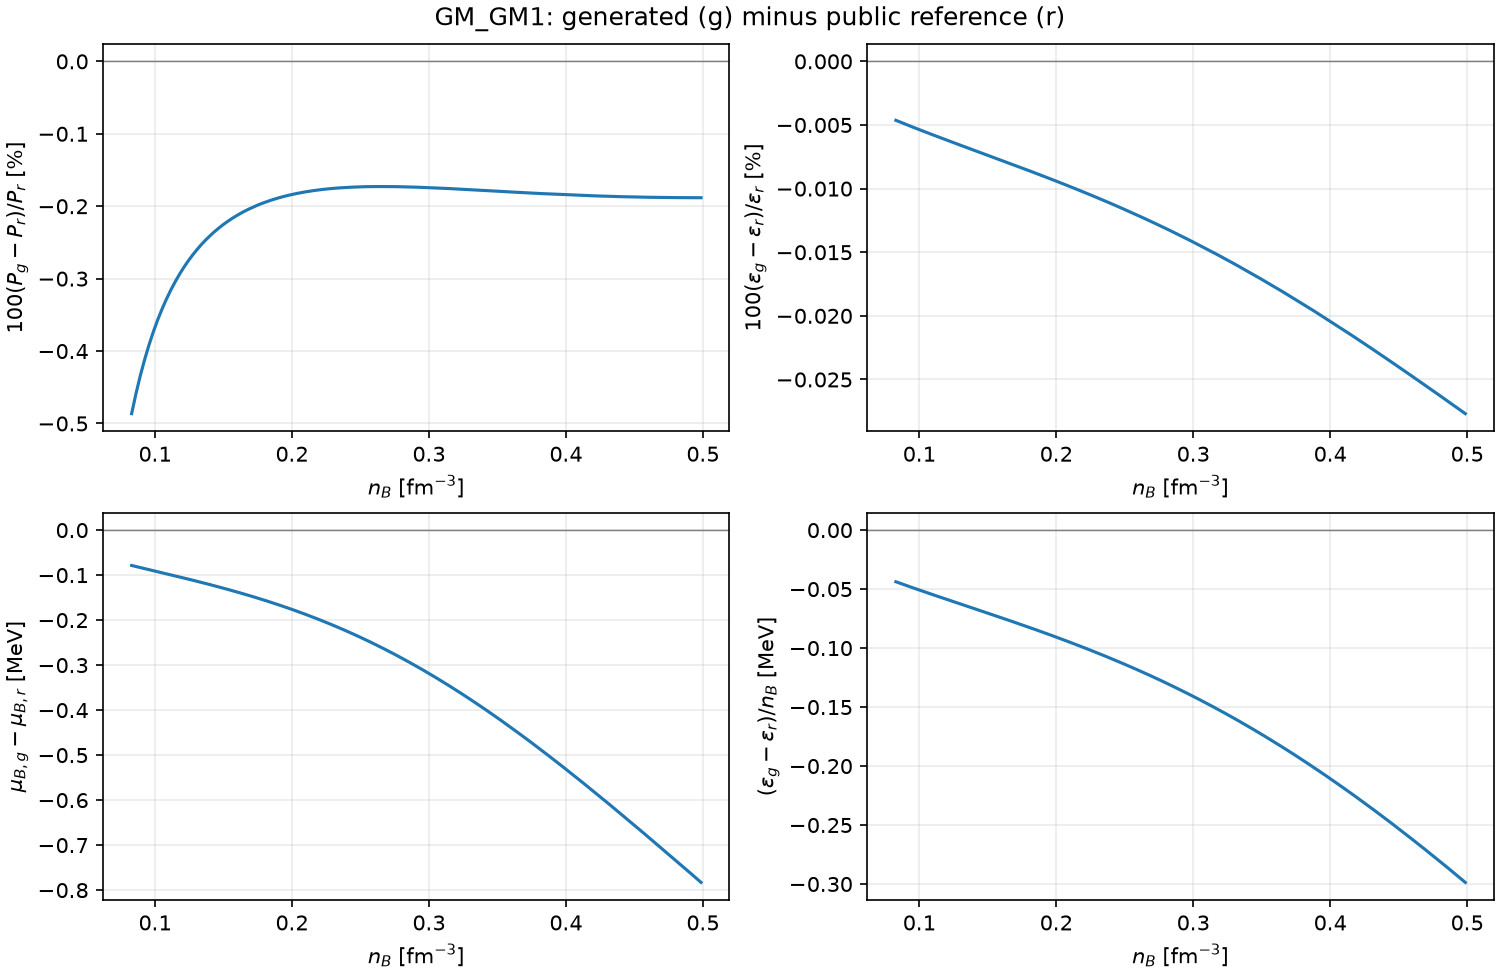 GM_GM1: generated (g) minus public reference (r)
100(P_g − P_r)/P_r [%]
0.0
−0.1
−0.2
−0.3
−0.4
−0.5
0.1 0.2 0.3 0.4 0.5
n_B [fm⁻³]
100(ε_g − ε_r)/ε_r [%]
0.000
−0.005
−0.010
−0.015
−0.020
−0.025
0.1 0.2 0.3 0.4 0.5
n_B [fm⁻³]
μ_B,g − μ_B,r [MeV]
0.0
−0.1
−0.2
−0.3
−0.4
−0.5
−0.6
−0.7
−0.8
0.1 0.2 0.3 0.4 0.5
n_B [fm⁻³]
(ε_g − ε_r)/n_B [MeV]
0.00
−0.05
−0.10
−0.15
−0.20
−0.25
−0.30
0.1 0.2 0.3 0.4 0.5
n_B [fm⁻³]